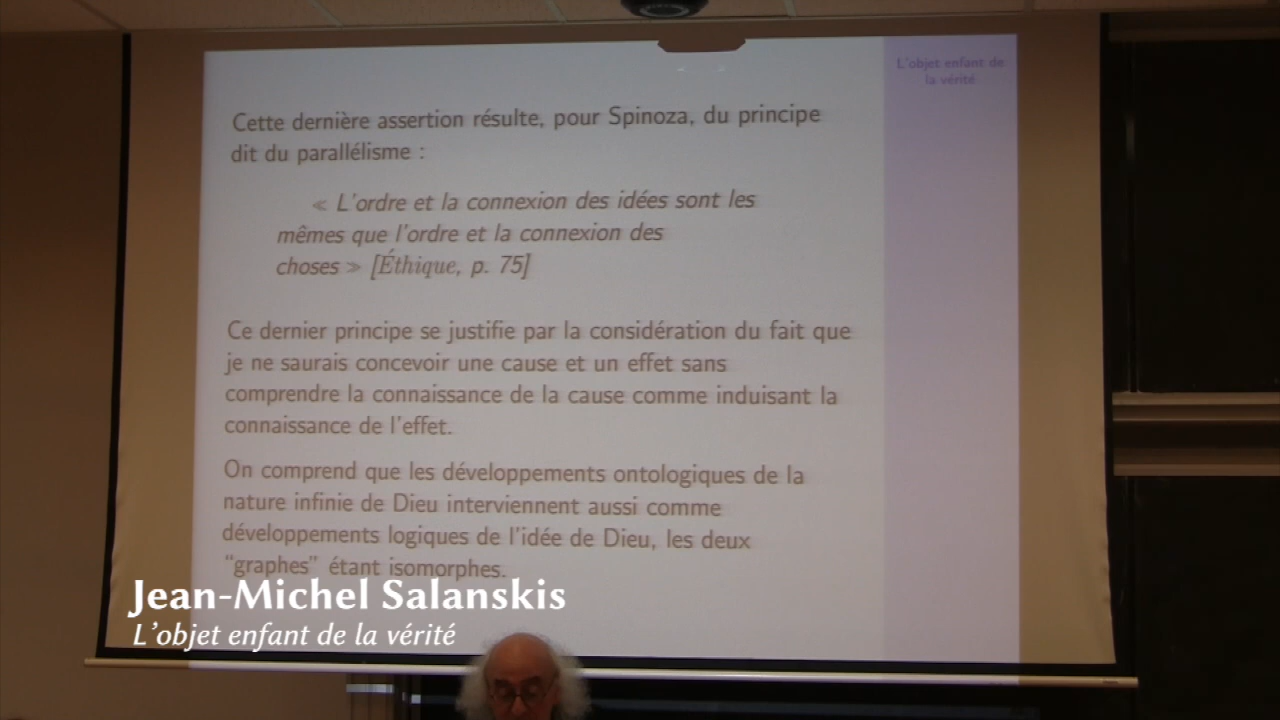 L'objet enfant de
la vérité
Cette dernière assertion résulte, pour Spinoza, du principe
dit du parallélisme :
≪ L'ordre et la connexion des idées sont les
mêmes que l'ordre et la connexion des
choses ≫ [Éthique, p. 75]
Ce dernier principe se justifie par la considération du fait que
je ne saurais concevoir une cause et un effet sans
comprendre la connaissance de la cause comme induisant la
connaissance de l'effet.
On comprend que les développements ontologiques de la
nature infinie de Dieu interviennent aussi comme
développements logiques de l'idée de Dieu, les deux
“graphes” étant isomorphes.
Jean-Michel Salanskis
L'objet enfant de la vérité